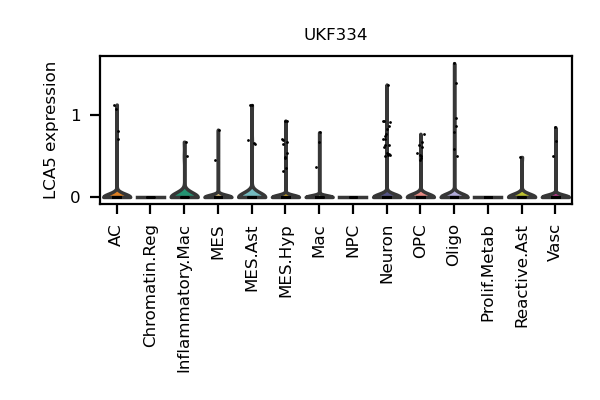 UKF334
LCA5 expression
1
0
AC
Chromatin.Reg
Inflammatory.Mac
MES
MES.Ast
MES.Hyp
Mac
NPC
Neuron
OPC
Oligo
Prolif.Metab
Reactive.Ast
Vasc